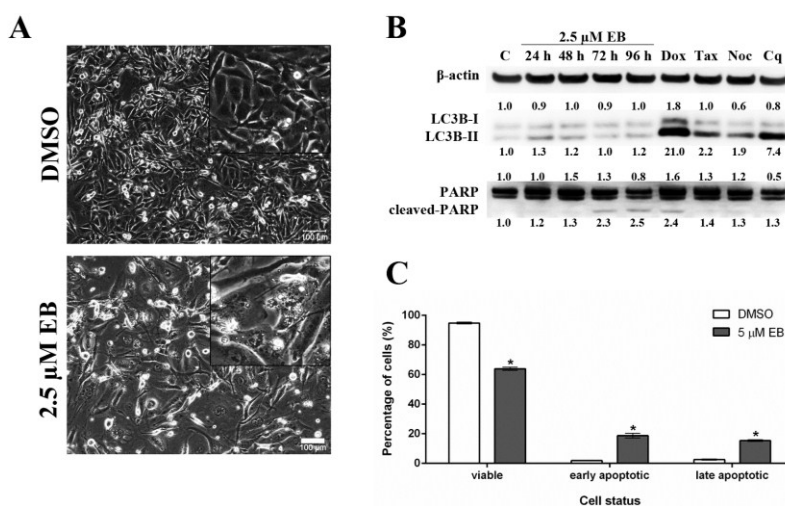 A
DMSO
100 µm
2.5 µM EB
100 µm
B
2.5 µM EB
C 24 h 48 h 72 h 96 h Dox Tax Noc Cq
β-actin
1.0 0.9 1.0 0.9 1.0 1.8 1.0 0.6 0.8
LC3B-I
LC3B-II
1.0 1.3 1.2 1.0 1.2 21.0 2.2 1.9 7.4
1.0 1.0 1.5 1.3 0.8 1.6 1.3 1.2 0.5
PARP
cleaved-PARP
1.0 1.2 1.3 2.3 2.5 2.4 1.4 1.3 1.3
C
DMSO
5 µM EB
Percentage of cells (%)
100
80
60
40
20
0
* * *
viable early apoptotic late apoptotic
Cell status